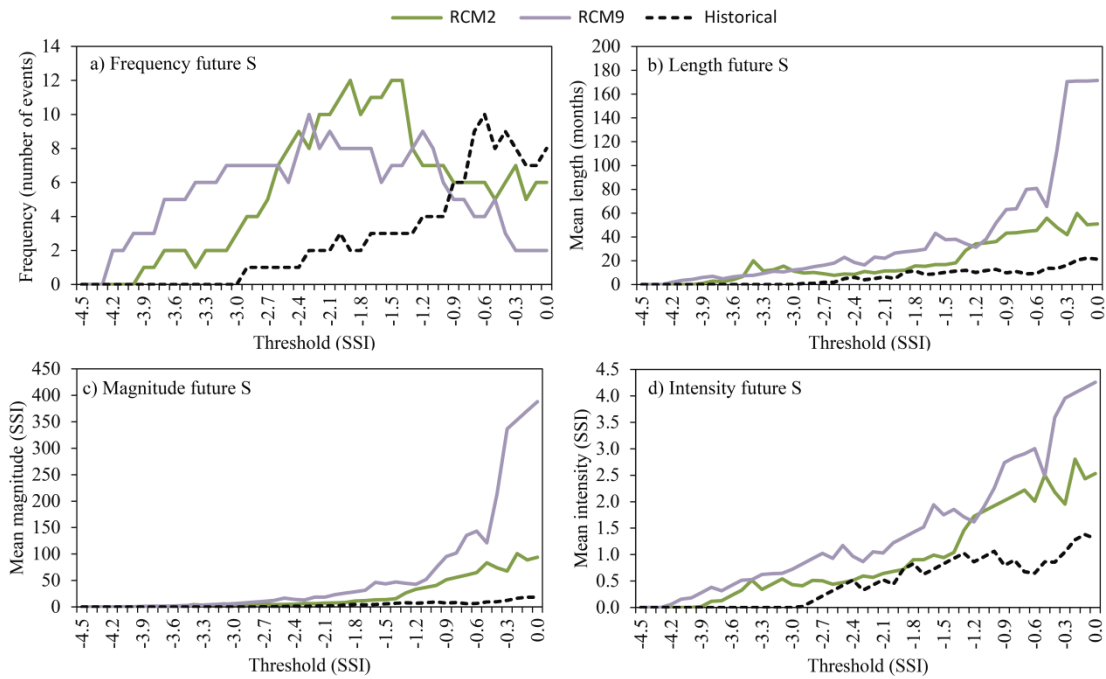 RCM2 RCM9 Historical
a) Frequency future S
Frequency (number of events)
14
12
10
8
6
4
2
0
-4.5 -4.2 -3.9 -3.6 -3.3 -3.0 -2.7 -2.4 -2.1 -1.8 -1.5 -1.2 -0.9 -0.6 -0.3 0.0
Threshold (SSI)
b) Length future S
Mean length (months)
200
180
160
140
120
100
80
60
40
20
0
-4.5 -4.2 -3.9 -3.6 -3.3 -3.0 -2.7 -2.4 -2.1 -1.8 -1.5 -1.2 -0.9 -0.6 -0.3 0.0
Threshold (SSI)
c) Magnitude future S
Mean magnitude (SSI)
450
400
350
300
250
200
150
100
50
0
-4.5 -4.2 -3.9 -3.6 -3.3 -3.0 -2.7 -2.4 -2.1 -1.8 -1.5 -1.2 -0.9 -0.6 -0.3 0.0
Threshold (SSI)
d) Intensity future S
Mean intensity (SSI)
4.5
4.0
3.5
3.0
2.5
2.0
1.5
1.0
0.5
0.0
-4.5 -4.2 -3.9 -3.6 -3.3 -3.0 -2.7 -2.4 -2.1 -1.8 -1.5 -1.2 -0.9 -0.6 -0.3 0.0
Threshold (SSI)